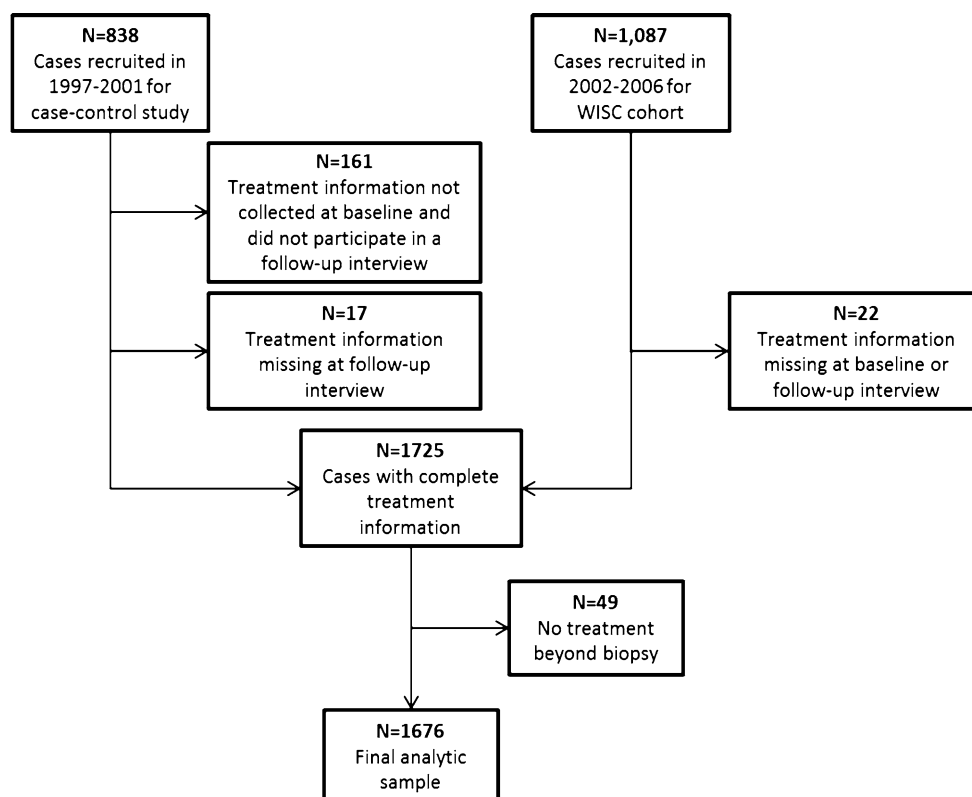 N=838
Cases recruited in
1997-2001 for
case-control study
N=1,087
Cases recruited in
2002-2006 for
WISC cohort
N=161
Treatment information not
collected at baseline and
did not participate in a
follow-up interview
N=17
Treatment information
missing at follow-up
interview
N=22
Treatment information
missing at baseline or
follow-up interview
N=1725
Cases with complete
treatment
information
N=49
No treatment
beyond biopsy
N=1676
Final analytic
sample